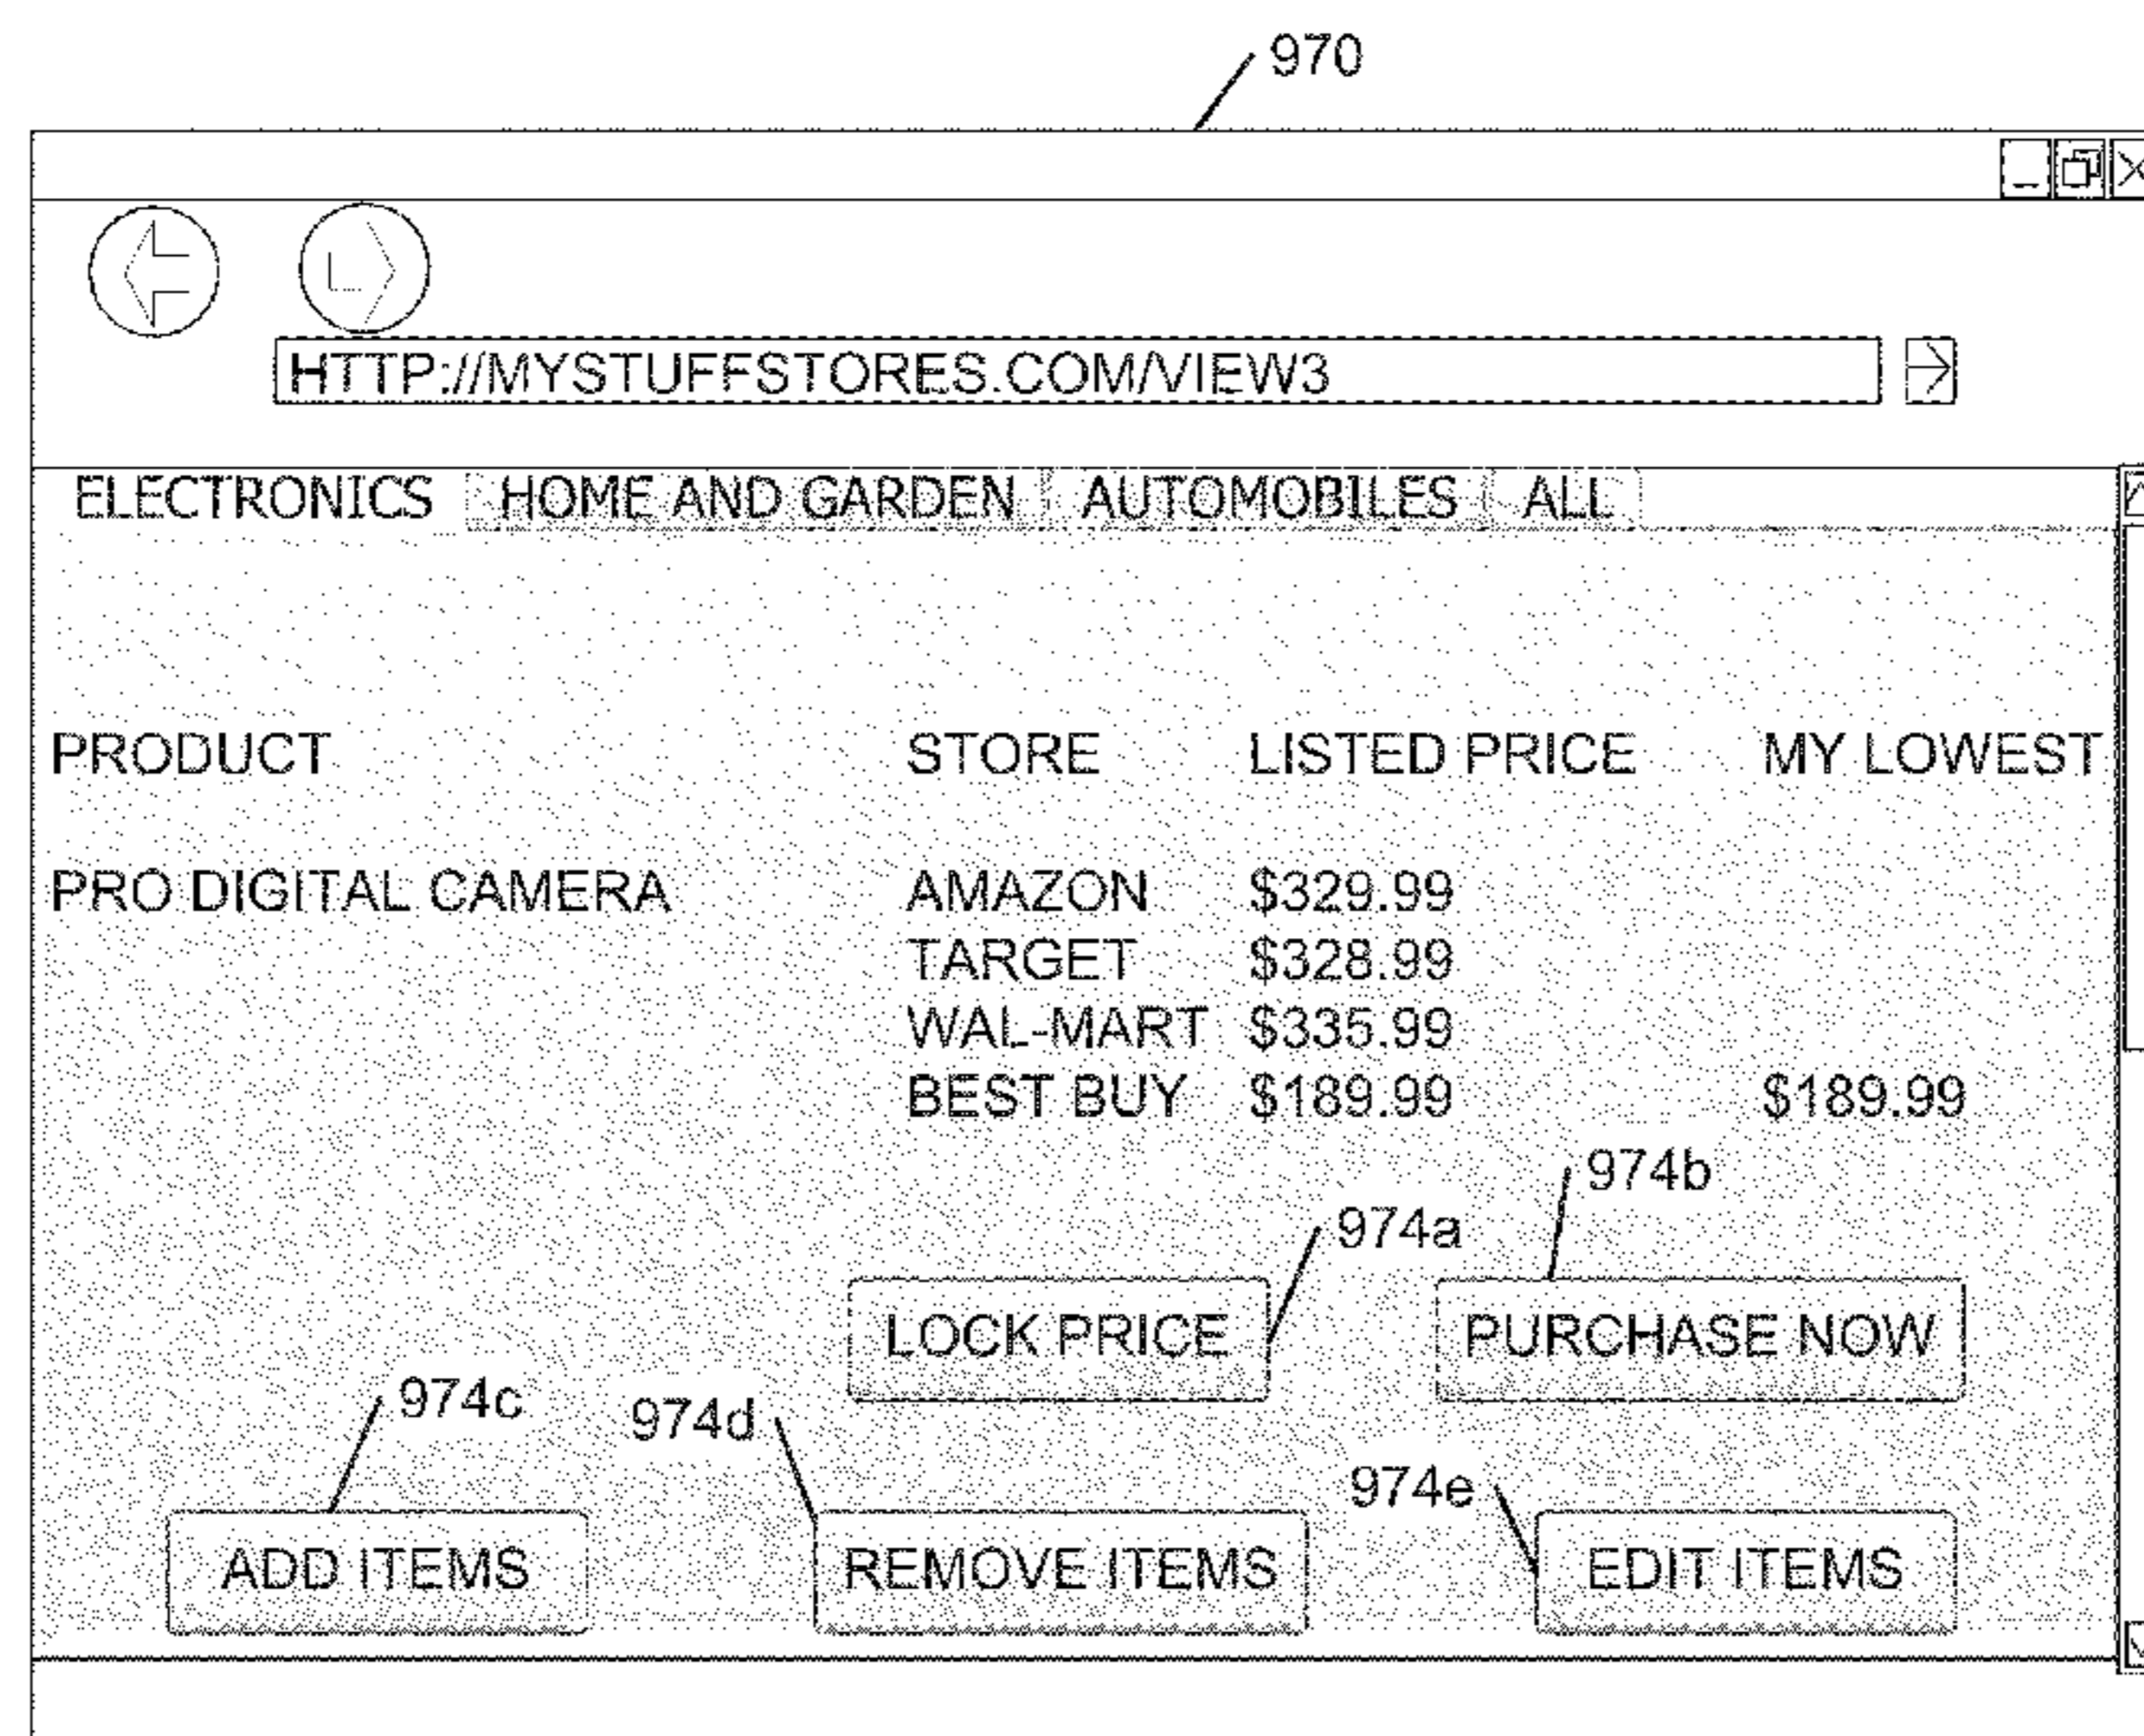 970
HTTP://MYSTUFFSTORES.COM/VIEW3
ELECTRONICS HOME AND GARDEN AUTOMOBILES ALL
PRODUCT STORE LISTED PRICE MY LOWEST
PRO DIGITAL CAMERA AMAZON $329.99
TARGET $328.99
WAL-MART $335.99
BEST BUY $189.99 $189.99
974b
974a
LOCK PRICE PURCHASE NOW
974c 974d
974e
ADD ITEMS REMOVE ITEMS EDIT ITEMS